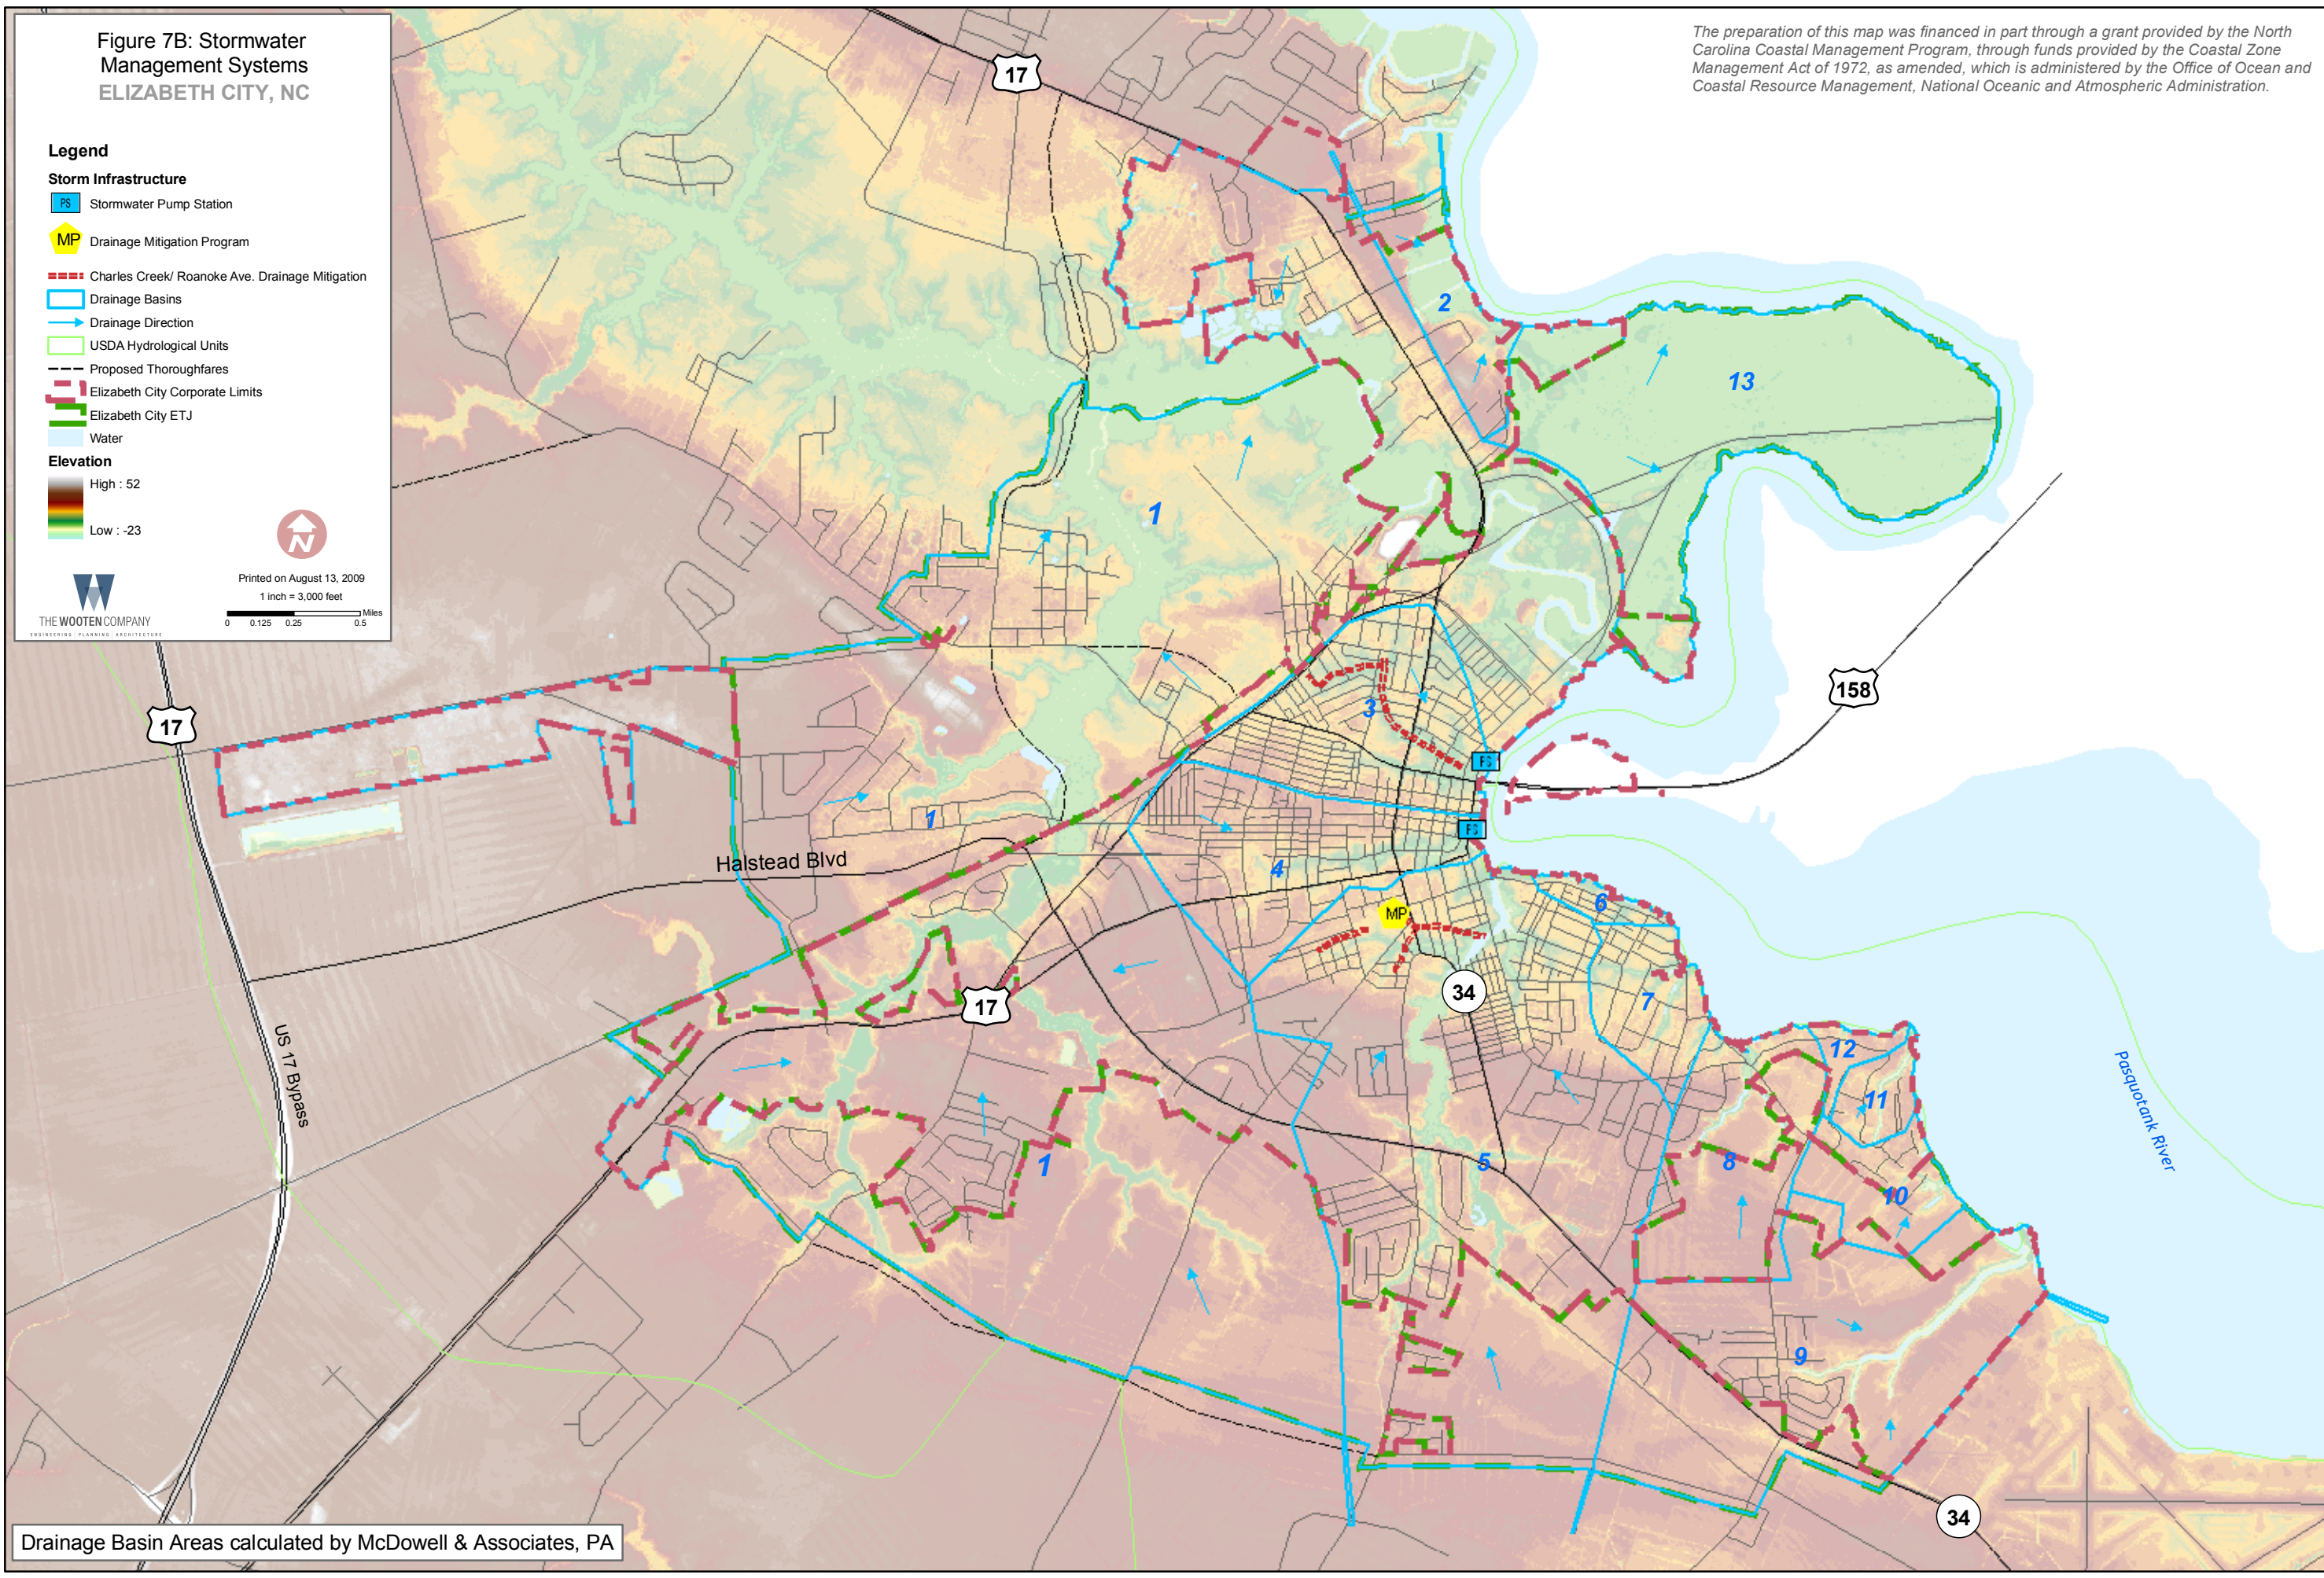 Figure 7B: Stormwater
Management Systems
ELIZABETH CITY, NC
Legend
Storm Infrastructure
PS Stormwater Pump Station
MP Drainage Mitigation Program
Charles Creek/ Roanoke Ave. Drainage Mitigation
Drainage Basins
Drainage Direction
USDA Hydrological Units
Proposed Thoroughfares
Elizabeth City Corporate Limits
Elizabeth City ETJ
Water
Elevation
High : 52
Low : -23
N
Printed on August 13, 2009
1 inch = 3,000 feet
Miles
0 0.125 0.25 0.5
THE WOOTEN COMPANY
ENGINEERING PLANNING ARCHITECTURE
The preparation of this map was financed in part through a grant provided by the North
Carolina Coastal Management Program, through funds provided by the Coastal Zone
Management Act of 1972, as amended, which is administered by the Office of Ocean and
Coastal Resource Management, National Oceanic and Atmospheric Administration.
17
2
13
1
158
3
17
PS
PS
1
Halstead Blvd
4
6
MP
34
7
17
US 17 Bypass
12
11
Pasquotank River
1
5
8
10
9
34
Drainage Basin Areas calculated by McDowell & Associates, PA